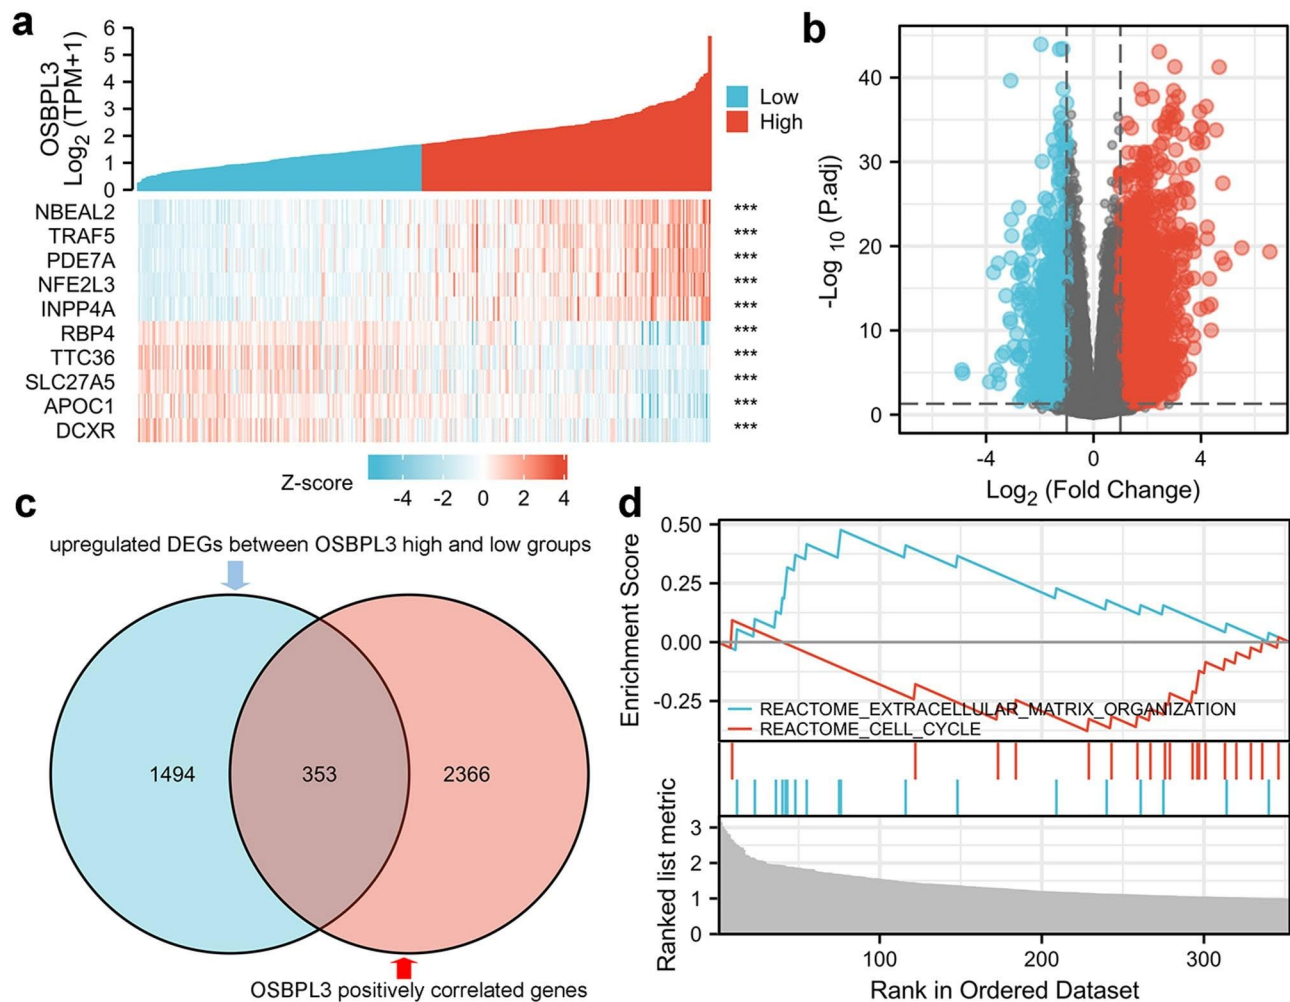 a
OSBPL3
Log2 (TPM+1)
6
5
4
3
2
1
0
Low
High
NBEAL2 ***
TRAF5 ***
PDE7A ***
NFE2L3 ***
INPP4A ***
RBP4 ***
TTC36 ***
SLC27A5 ***
APOC1 ***
DCXR ***
Z-score
-4 -2 0 2 4
b
-Log 10 (P.adj)
40
30
20
10
0
-4 0 4
Log2 (Fold Change)
c
upregulated DEGs between OSBPL3 high and low groups
1494 353 2366
OSBPL3 positively correlated genes
d
Enrichment Score
0.50
0.25
0.00
-0.25
REACTOME_EXTRACELLULAR_MATRIX_ORGANIZATION
REACTOME_CELL_CYCLE
Ranked list metric
3
2
1
0
100 200 300
Rank in Ordered Dataset